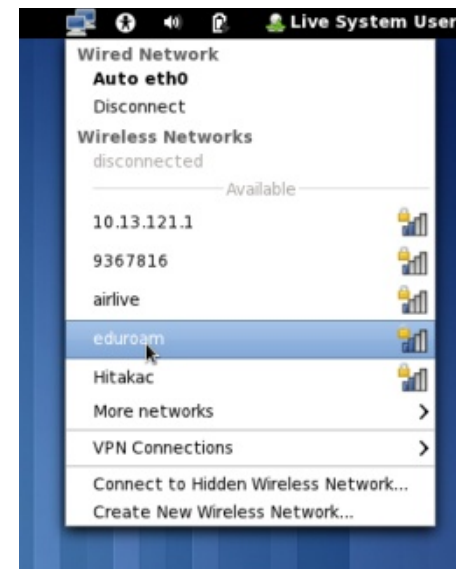 Live System User
Wired Network
Auto eth0
Disconnect
Wireless Networks
disconnected
Available
10.13.121.1
9367816
airlive
eduroam
Hitakac
More networks
VPN Connections
Connect to Hidden Wireless Network...
Create New Wireless Network...